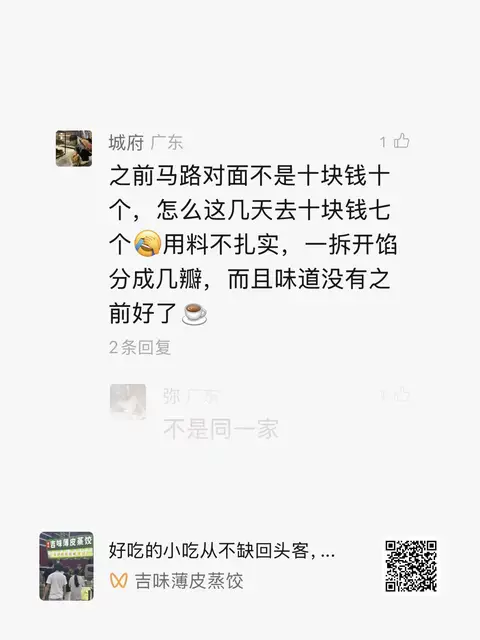 城府 广东
1
之前马路对面不是十块钱十
个，怎么这几天去十块钱七
个🤣用料不扎实，一拆开馅
分成几瓣，而且味道没有之
前好了☕
2条回复
弥 广东
1
不是同一家
吉味薄皮蒸饺
好吃的小吃从不缺回头客，...
吉味薄皮蒸饺